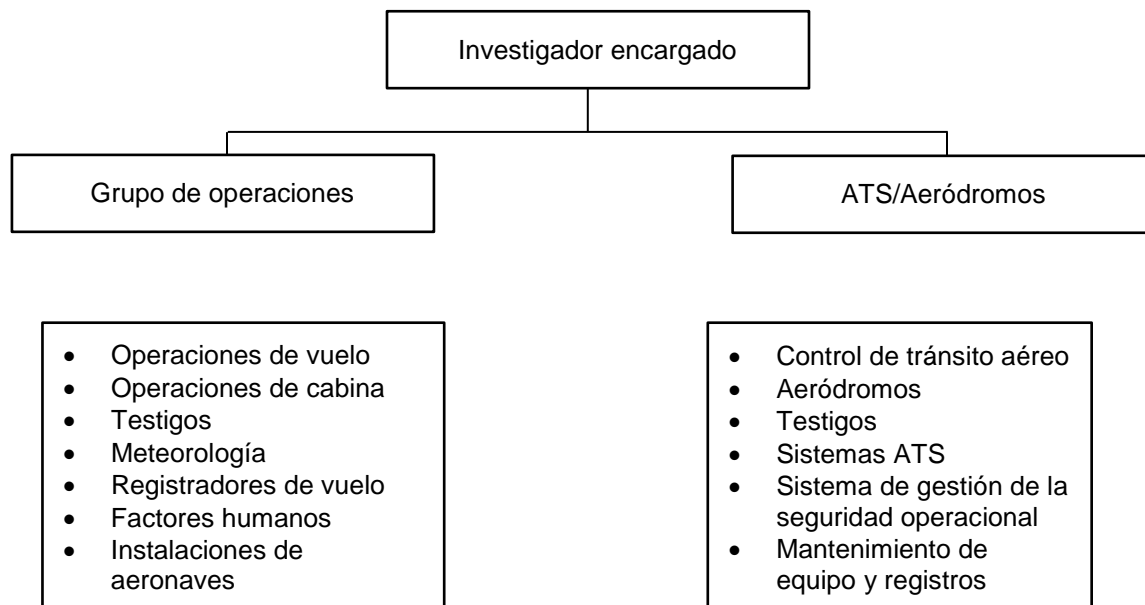 Investigador encargado
Grupo de operaciones
ATS/Aeródromos
• Operaciones de vuelo
• Operaciones de cabina
• Testigos
• Meteorología
• Registradores de vuelo
• Factores humanos
• Instalaciones de
aeronaves
• Control de tránsito aéreo
• Aeródromos
• Testigos
• Sistemas ATS
• Sistema de gestión de la
seguridad operacional
• Mantenimiento de
equipo y registros